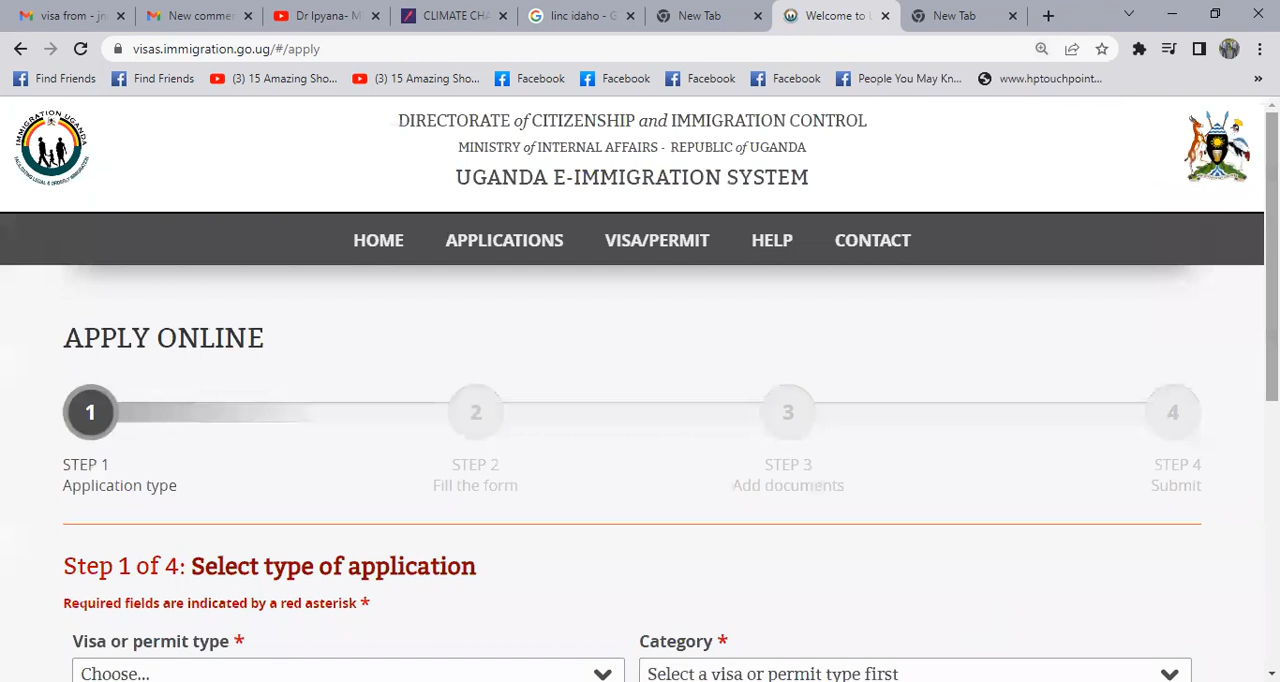 visa from - jn
New comme
Dr Ipyana- M
CLIMATE CHA
linc idaho - G
New Tab
Welcome to U
New Tab
visas.immigration.go.ug/#/apply
Find Friends
Find Friends
(3) 15 Amazing Sho...
(3) 15 Amazing Sho...
Facebook
Facebook
Facebook
Facebook
People You May Kn...
www.hptouchpoint...
IMMIGRATION UGANDA
DIRECTORATE of CITIZENSHIP and IMMIGRATION CONTROL
MINISTRY of INTERNAL AFFAIRS - REPUBLIC of UGANDA
UGANDA E-IMMIGRATION SYSTEM
HOME APPLICATIONS VISA/PERMIT HELP CONTACT
APPLY ONLINE
1 2 3 4
STEP 1 STEP 2 STEP 3 STEP 4
Application type Fill the form Add documents Submit
Step 1 of 4: Select type of application
Required fields are indicated by a red asterisk *
Visa or permit type * Category *
Choose... Select a visa or permit type first